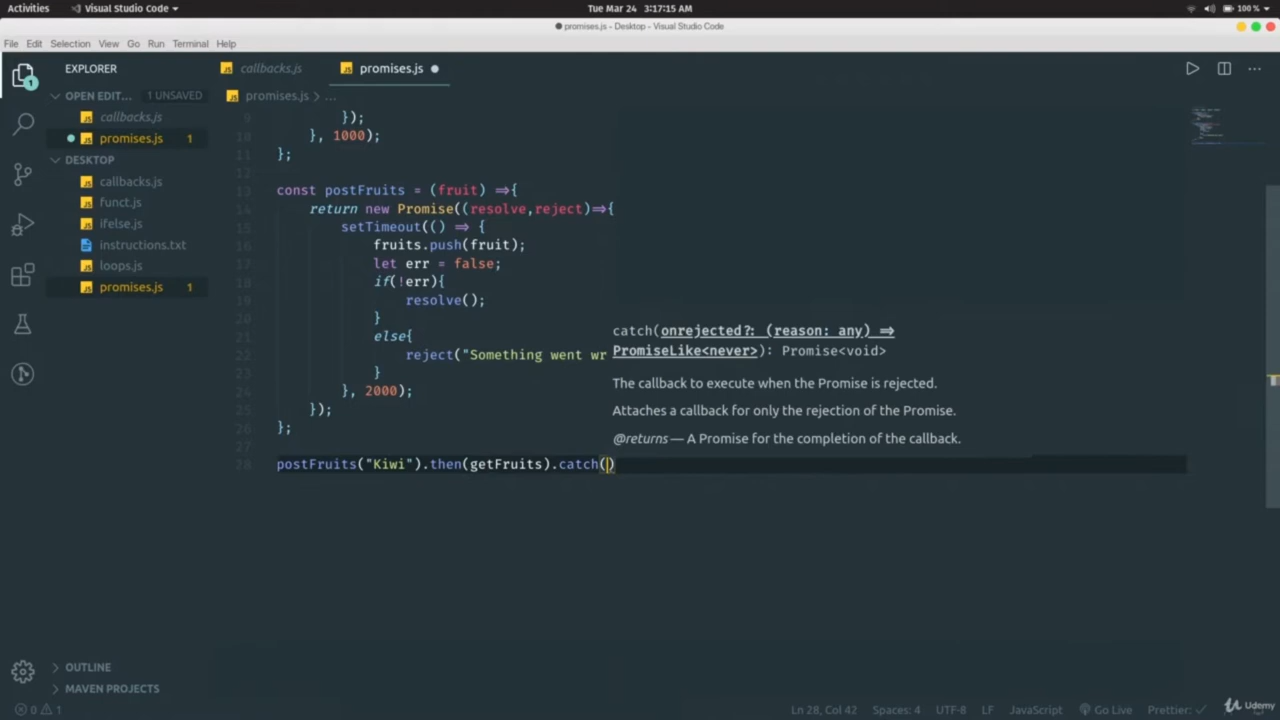 Activities
Visual Studio Code
Tue Mar 24 3:17:15 AM
100 %
promises.js - Desktop - Visual Studio Code
File Edit Selection View Go Run Terminal Help
EXPLORER
callbacks.js
promises.js
OPEN EDIT... 1 UNSAVED
promises.js > ...
1
callbacks.js
promises.js 1
DESKTOP
callbacks.js
funct.js
ifelse.js
instructions.txt
loops.js
promises.js 1
9 });
10 }, 1000);
11 };
12
13 const postFruits = (fruit) =>{
14 return new Promise((resolve,reject)=>{
15 setTimeout(() => {
16 fruits.push(fruit);
17 let err = false;
18 if(!err){
19 resolve();
20 }
21 else{
22 reject("Something went wr
23 }
24 }, 2000);
25 });
26 };
27
28 postFruits("Kiwi").then(getFruits).catch()
catch(onrejected?: (reason: any) =>
PromiseLike<never>): Promise<void>
The callback to execute when the Promise is rejected.
Attaches a callback for only the rejection of the Promise.
@returns — A Promise for the completion of the callback.
OUTLINE
MAVEN PROJECTS
0 1
Ln 28, Col 42 Spaces: 4 UTF-8 LF JavaScript Go Live Prettier: ✓
Udemy